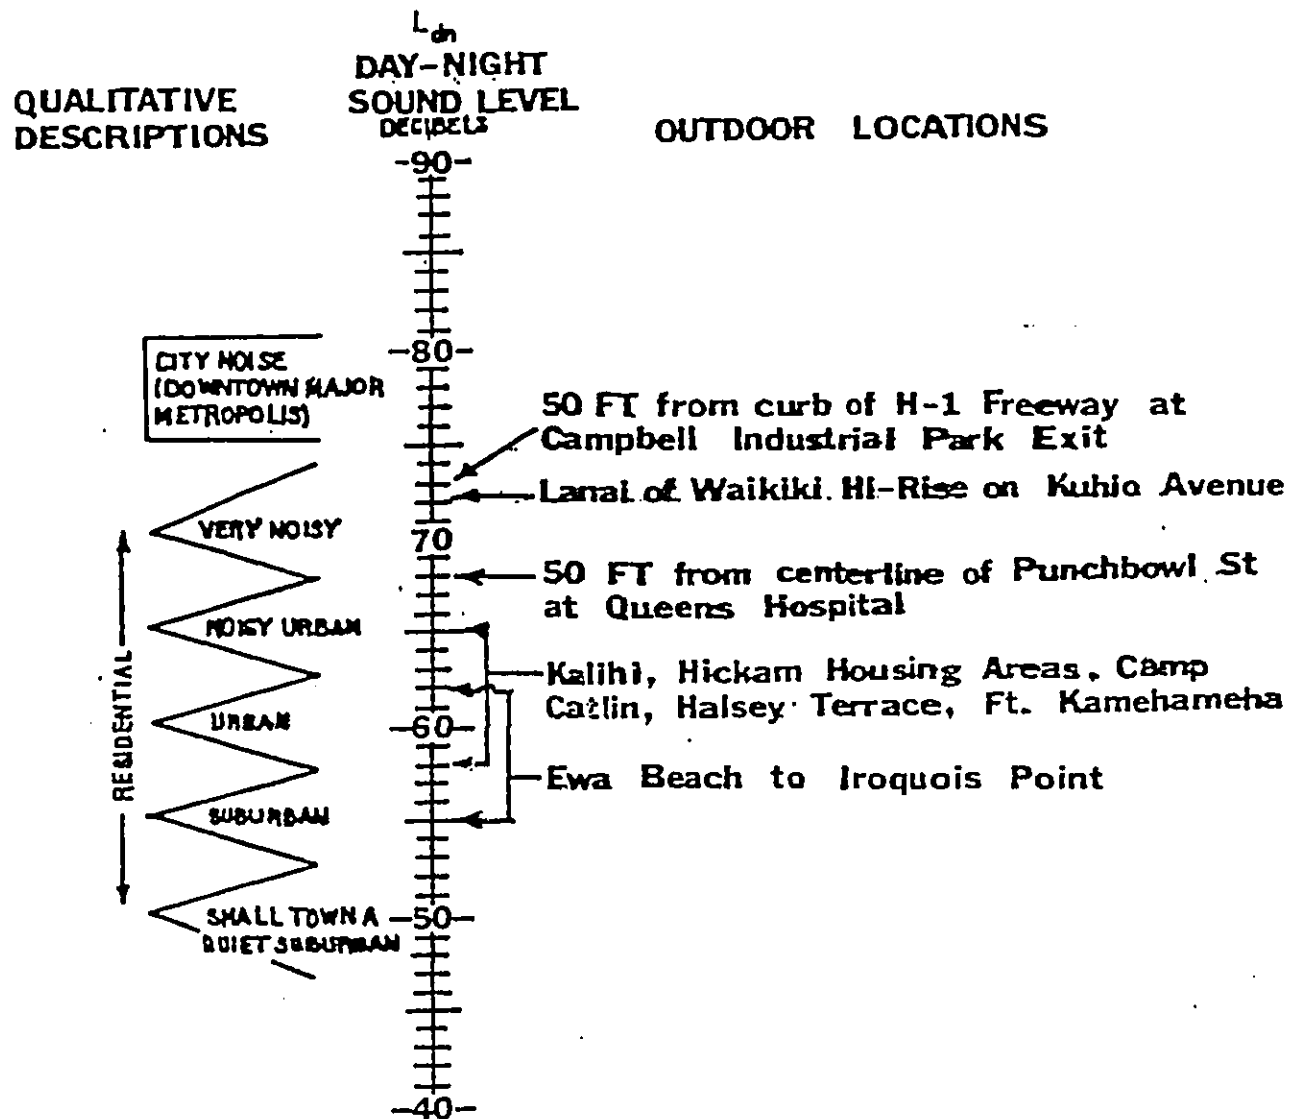 L dn
DAY-NIGHT
SOUND LEVEL
DECIBELS
QUALITATIVE
DESCRIPTIONS
OUTDOOR LOCATIONS
-90-
-80-
70
-60-
-50-
-40-
CITY NOISE
(DOWNTOWN MAJOR
METROPOLIS)
VERY NOISY
NOISY URBAN
URBAN
SUBURBAN
SMALL TOWN &
QUIET SUBURBAN
RESIDENTIAL
50 FT from curb of H-1 Freeway at
Campbell Industrial Park Exit
Lanai of Waikiki Hi-Rise on Kuhio Avenue
50 FT from centerline of Punchbowl St
at Queens Hospital
Kalihi, Hickam Housing Areas, Camp
Catlin, Halsey Terrace, Ft. Kamehameha
Ewa Beach to Iroquois Point